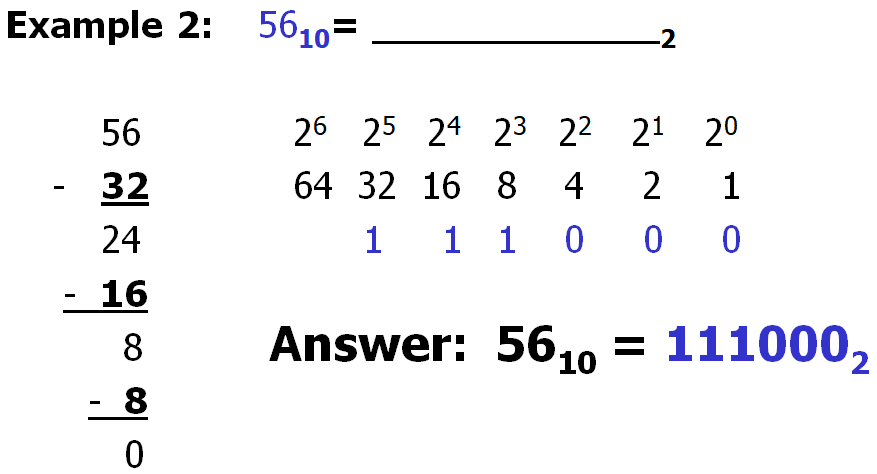 Example 2: 56₁₀= __________________₂
56 2⁶ 2⁵ 2⁴ 2³ 2² 2¹ 2⁰
- 32 64 32 16 8 4 2 1
24 1 1 1 0 0 0
- 16
8 Answer: 56₁₀ = 111000₂
- 8
0